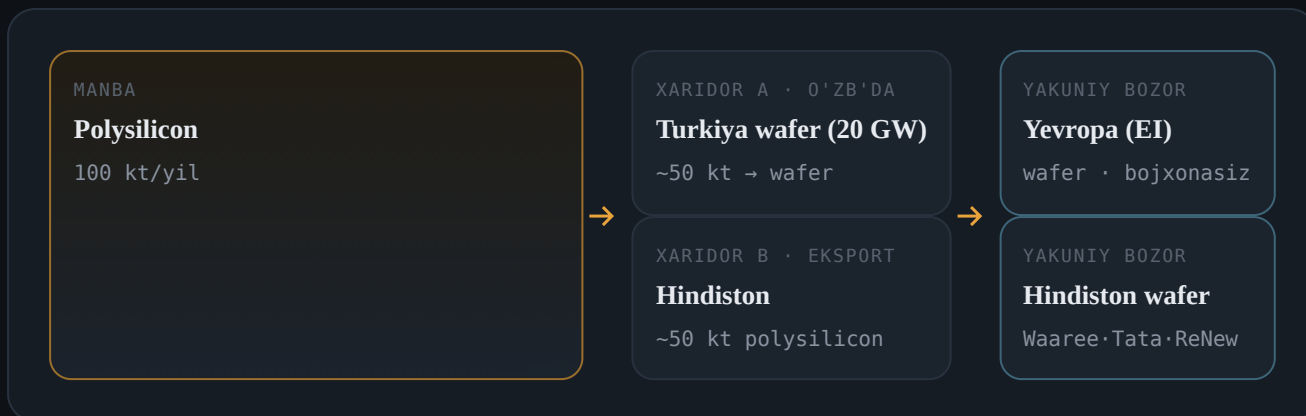 MANBA
Polysilicon
100 kt/yil
→
XARIDOR A · O'ZB'DA
Turkiya wafer (20 GW)
~50 kt → wafer
XARIDOR B · EKSPORT
Hindiston
~50 kt polysilicon
→
YAKUNIY BOZOR
Yevropa (EI)
wafer · bojxonasiz
YAKUNIY BOZOR
Hindiston wafer
Waaree·Tata·ReNew